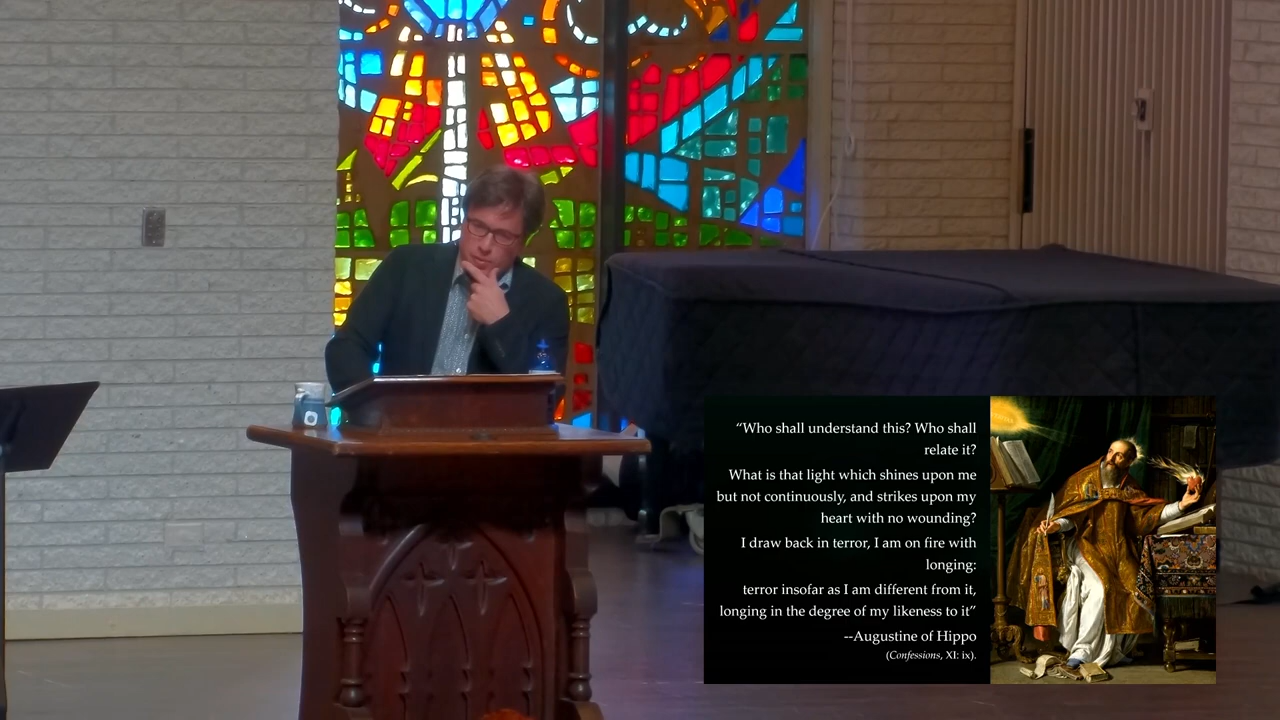 “Who shall understand this? Who shall
relate it?
What is that light which shines upon me
but not continuously, and strikes upon my
heart with no wounding?
I draw back in terror, I am on fire with
longing:
terror insofar as I am different from it,
longing in the degree of my likeness to it”
--Augustine of Hippo
(Confessions, XI: ix).